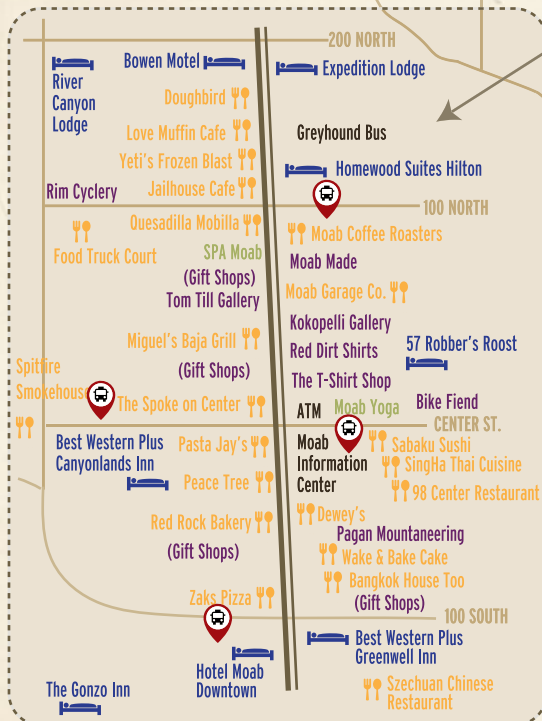 200 NORTH
Bowen Motel
Expedition Lodge
River
Canyon
Lodge
Doughbird
Love Muffin Cafe
Greyhound Bus
Yeti's Frozen Blast
Homewood Suites Hilton
Rim Cyclery
Jailhouse Cafe
100 NORTH
Quesadilla Mobilla
Moab Coffee Roasters
Food Truck Court
SPA Moab
Moab Made
(Gift Shops)
Tom Till Gallery
Moab Garage Co.
Kokopelli Gallery
Miguel's Baja Grill
Red Dirt Shirts
57 Robber's Roost
(Gift Shops)
The T-Shirt Shop
Spitfire
Smokehouse
The Spoke on Center
ATM
Moab Yoga
Bike Fiend
CENTER ST.
Best Western Plus
Canyonlands Inn
Pasta Jay's
Moab
Information
Center
Sabaku Sushi
SingHa Thai Cuisine
Peace Tree
98 Center Restaurant
Red Rock Bakery
Dewey's
(Gift Shops)
Pagan Mountaneering
Wake & Bake Cake
Bangkok House Too
Zaks Pizza
(Gift Shops)
100 SOUTH
Best Western Plus
Greenwell Inn
Hotel Moab
Downtown
The Gonzo Inn
Szechuan Chinese
Restaurant